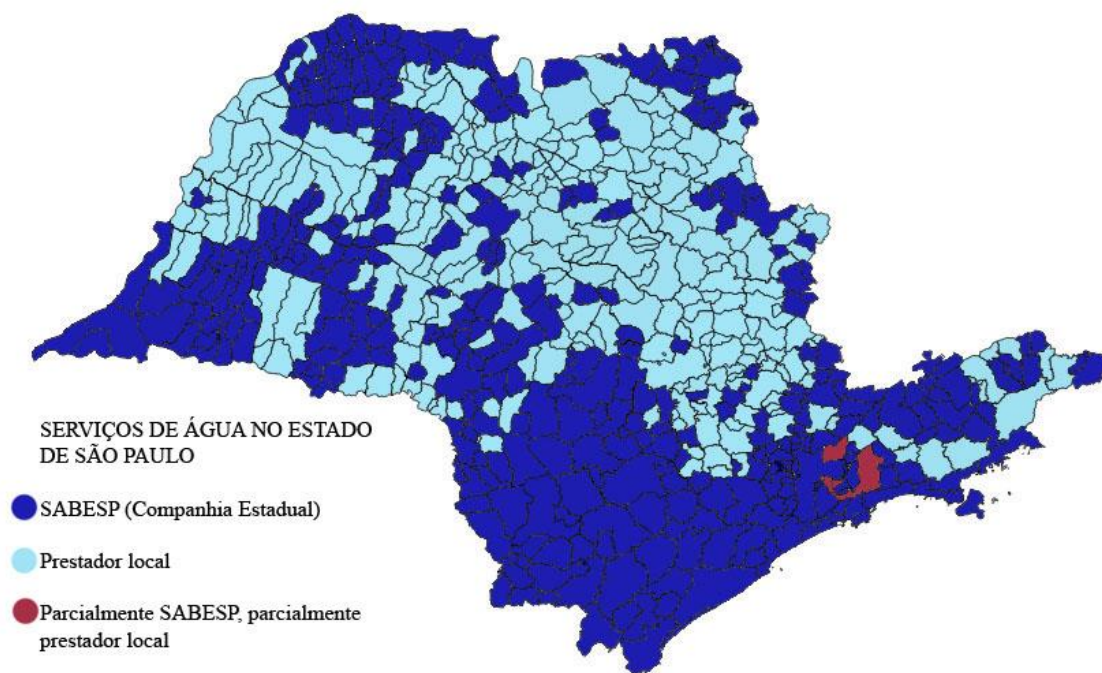 SERVIÇOS DE ÁGUA NO ESTADO
DE SÃO PAULO
SABESP (Companhia Estadual)
Prestador local
Parcialmente SABESP, parcialmente
prestador local